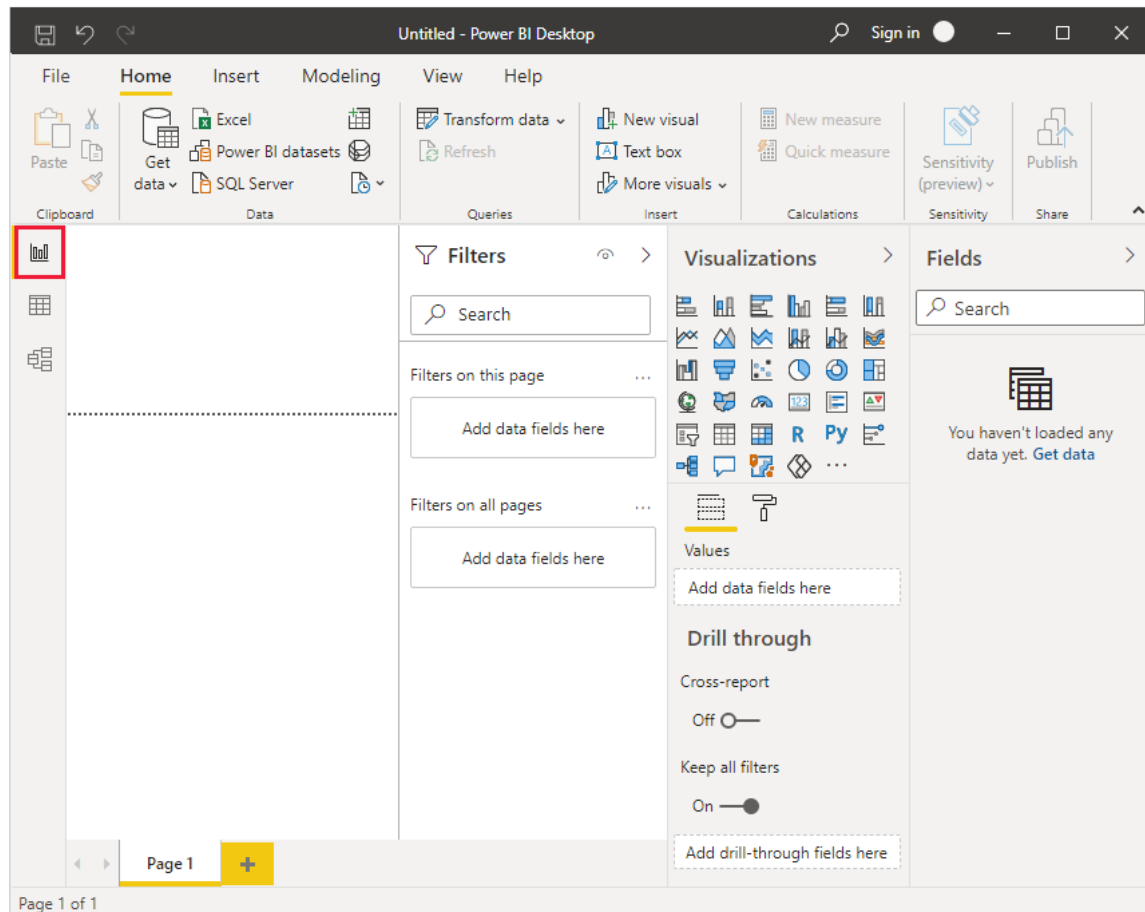 Untitled - Power BI Desktop
Sign in
File Home Insert Modeling View Help
Paste
Get data
Excel
Power BI datasets
SQL Server
Transform data
Refresh
New visual
Text box
More visuals
New measure
Quick measure
Sensitivity
(preview)
Publish
Clipboard Data Queries Insert Calculations Sensitivity Share
Filters
Search
Filters on this page
...
Add data fields here
Filters on all pages
...
Add data fields here
Visualizations
123
R Py
...
Values
Add data fields here
Drill through
Cross-report
Off
Keep all filters
On
Add drill-through fields here
Fields
Search
You haven't loaded any
data yet. Get data
Page 1
+
Page 1 of 1